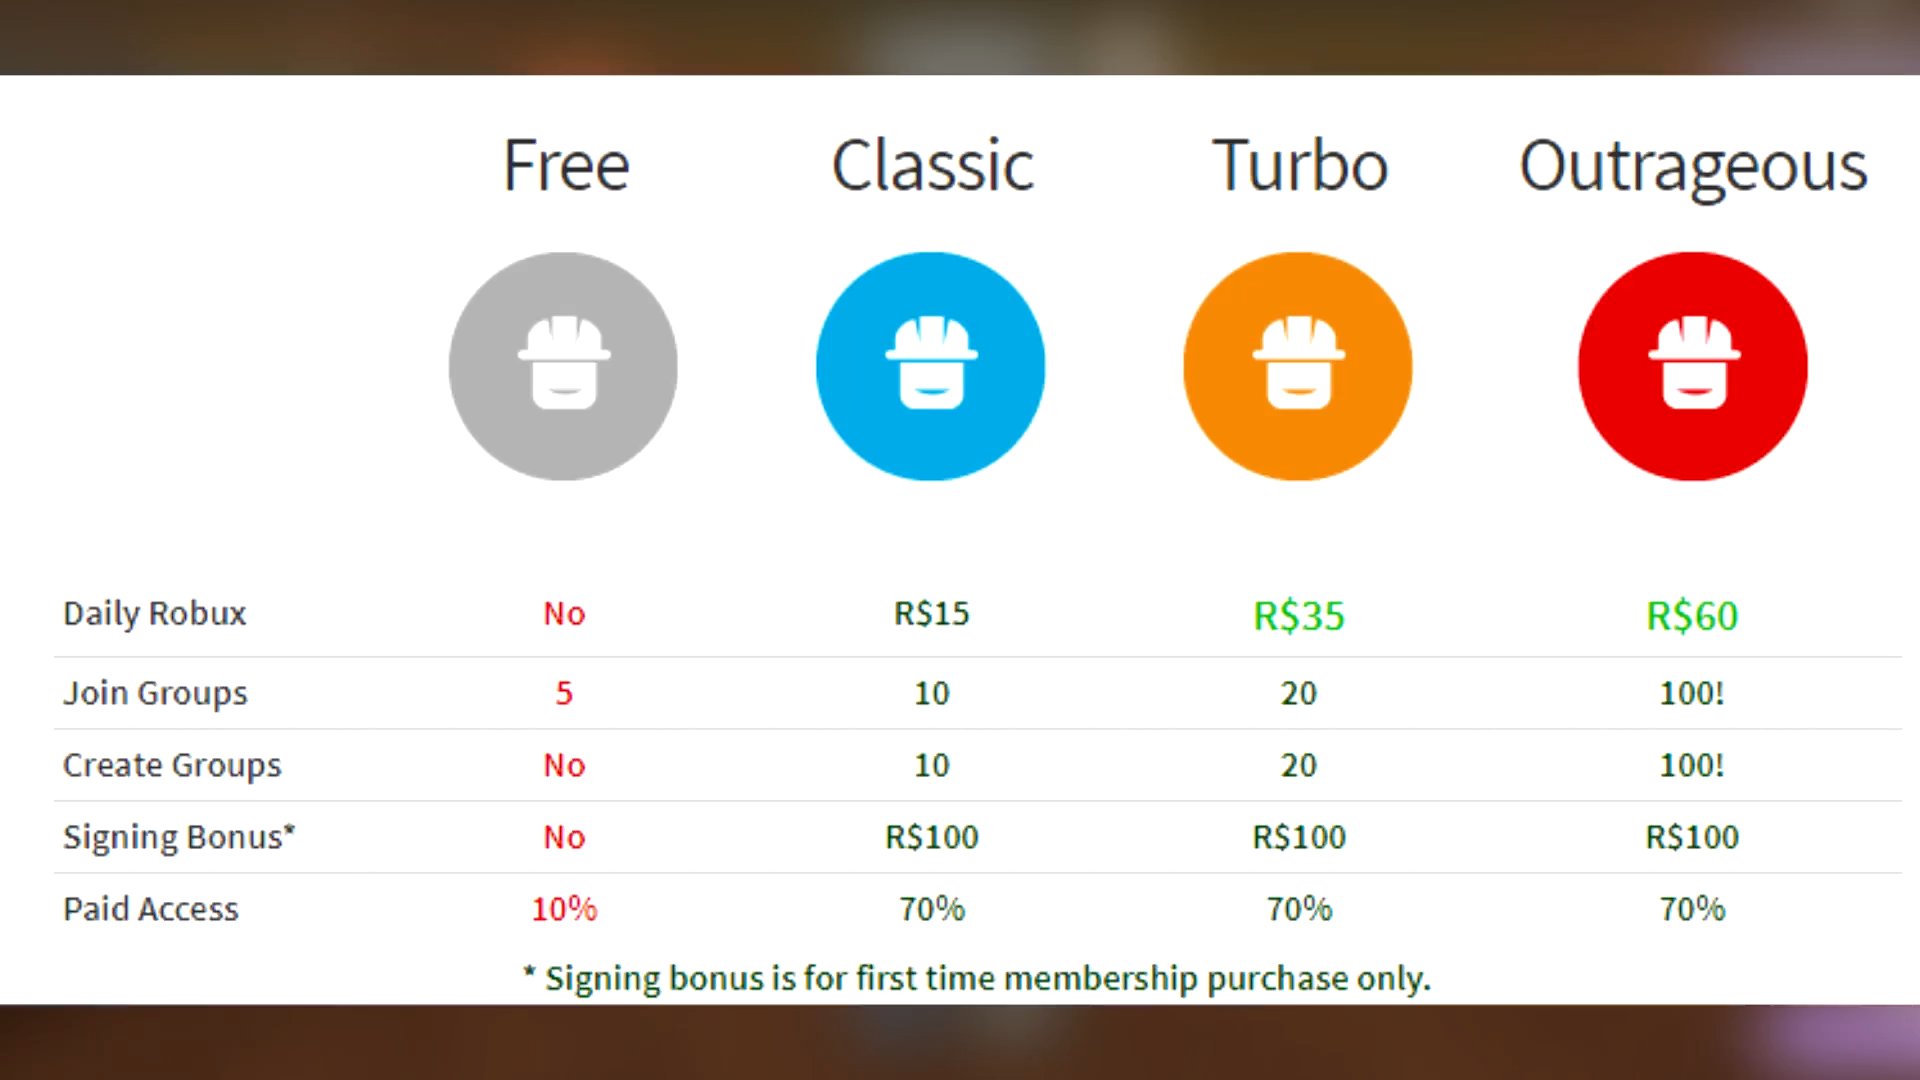 Free Classic Turbo Outrageous
Daily Robux No R$15 R$35 R$60
Join Groups 5 10 20 100!
Create Groups No 10 20 100!
Signing Bonus* No R$100 R$100 R$100
Paid Access 10% 70% 70% 70%
* Signing bonus is for first time membership purchase only.